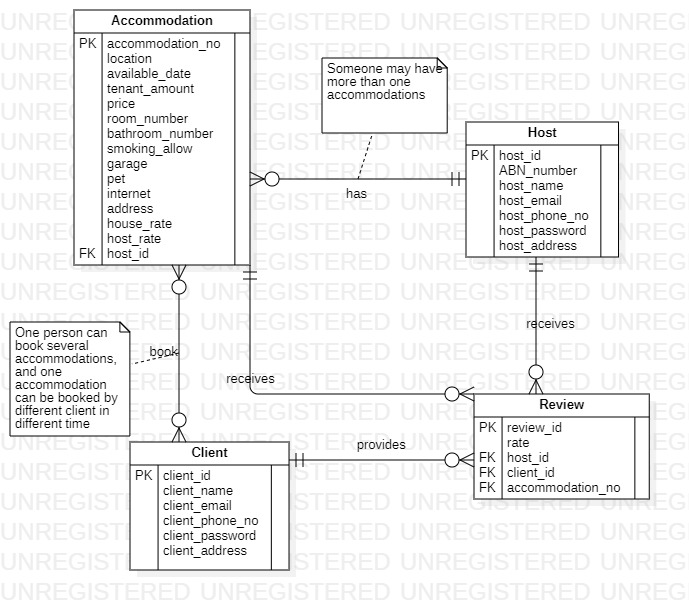 Accommodation
PK accommodation_no
location
available_date
tenant_amount
price
room_number
bathroom_number
smoking_allow
garage
pet
internet
address
house_rate
host_rate
FK host_id
Someone may have
more than one
accommodations
has
Host
PK host_id
ABN_number
host_name
host_email
host_phone_no
host_password
host_address
One person can
book several
accommodations,
and one
accommodation
can be booked by
different client in
different time
book
receives
receives
provides
Client
PK client_id
client_name
client_email
client_phone_no
client_password
client_address
Review
PK review_id
rate
FK host_id
FK client_id
FK accommodation_no
UNREGISTERED UNREGISTERED UNREGISTERED UNREG